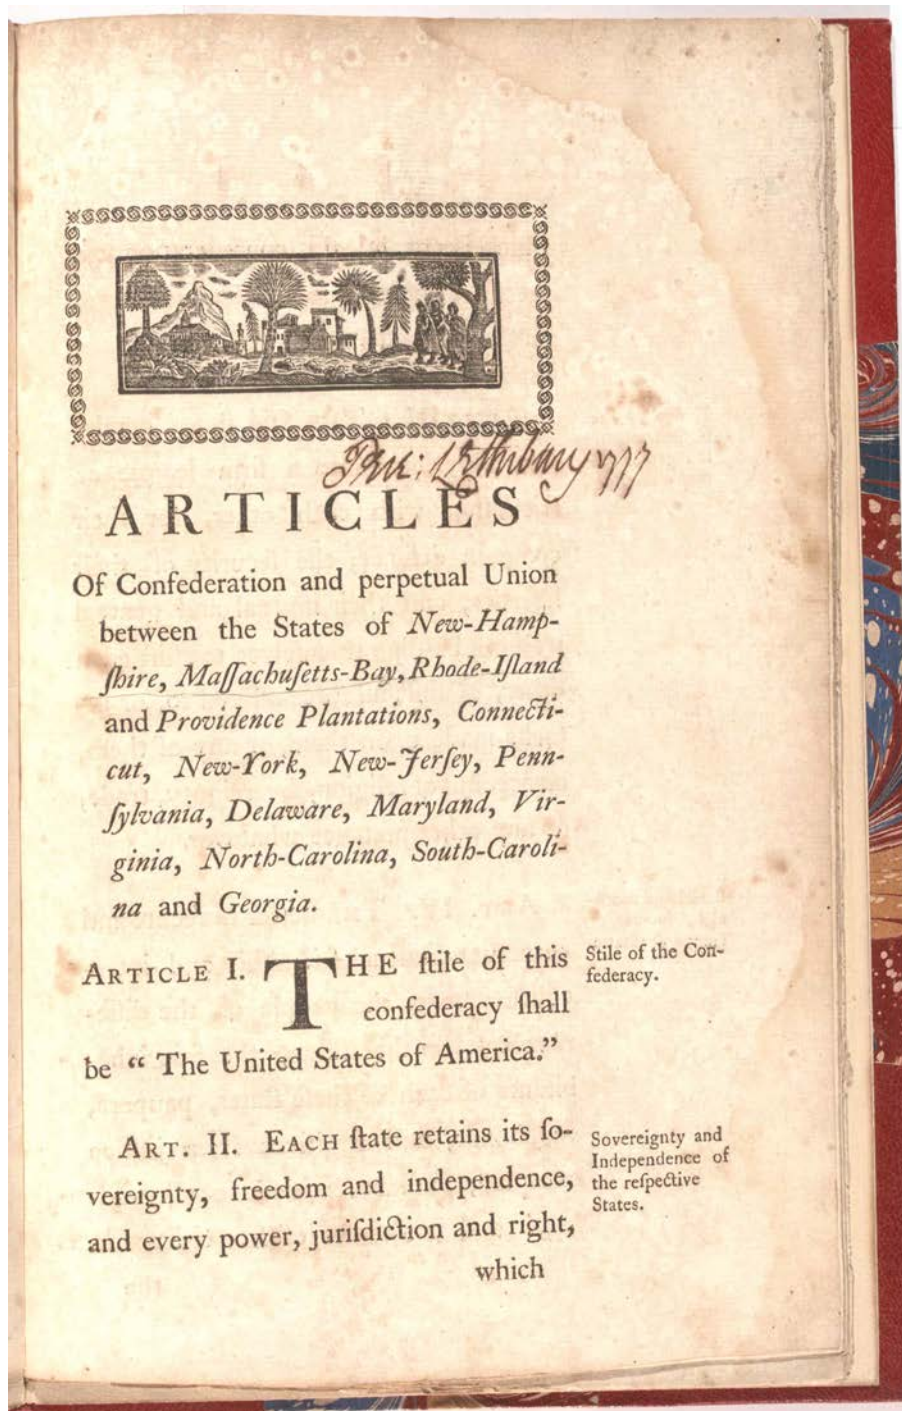 ARTICLES
Of Confederation and perpetual Union
between the States of New-Hamp-
ſhire, Maſſachuſetts-Bay, Rhode-Iſland
and Providence Plantations, Connecti-
cut, New-York, New-Jerſey, Penn-
ſylvania, Delaware, Maryland, Vir-
ginia, North-Carolina, South-Caroli-
na and Georgia.
ARTICLE I. THE ſtile of this
confederacy ſhall
be “ The United States of America.”
Stile of the Con-
federacy.
ART. II. EACH ſtate retains its ſo-
vereignty, freedom and independence,
and every power, juriſdiction and right,
which
Sovereignty and
Independence of
the reſpective
States.